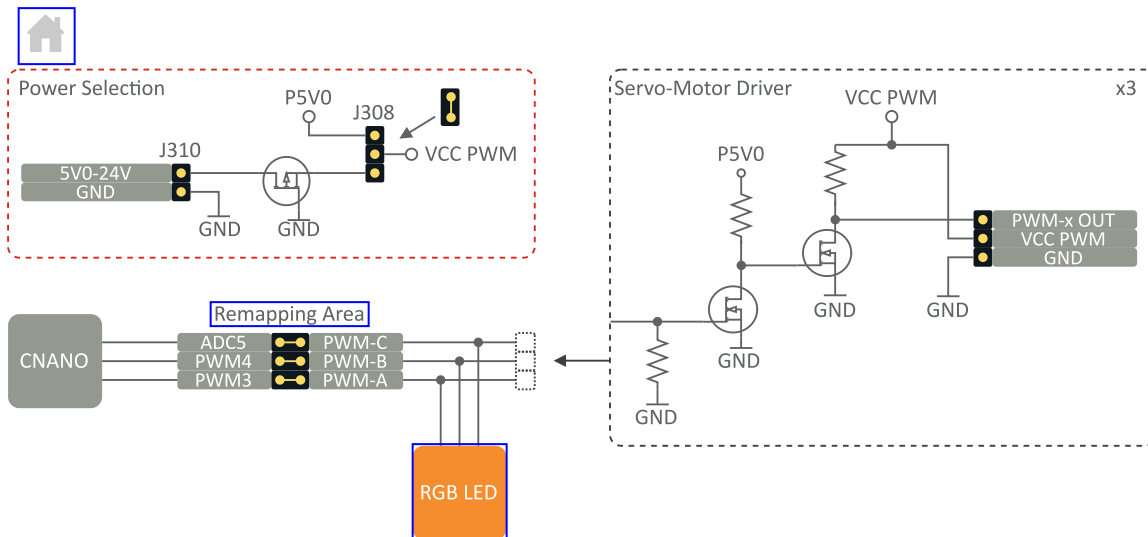 Power Selection
P5V0
J308
J310
VCC PWM
5V0-24V
GND
GND
GND
Servo-Motor Driver
x3
VCC PWM
P5V0
PWM-x OUT
VCC PWM
GND
GND
GND
GND
GND
Remapping Area
CNANO
ADC5
PWM-C
PWM4
PWM-B
PWM3
PWM-A
RGB LED